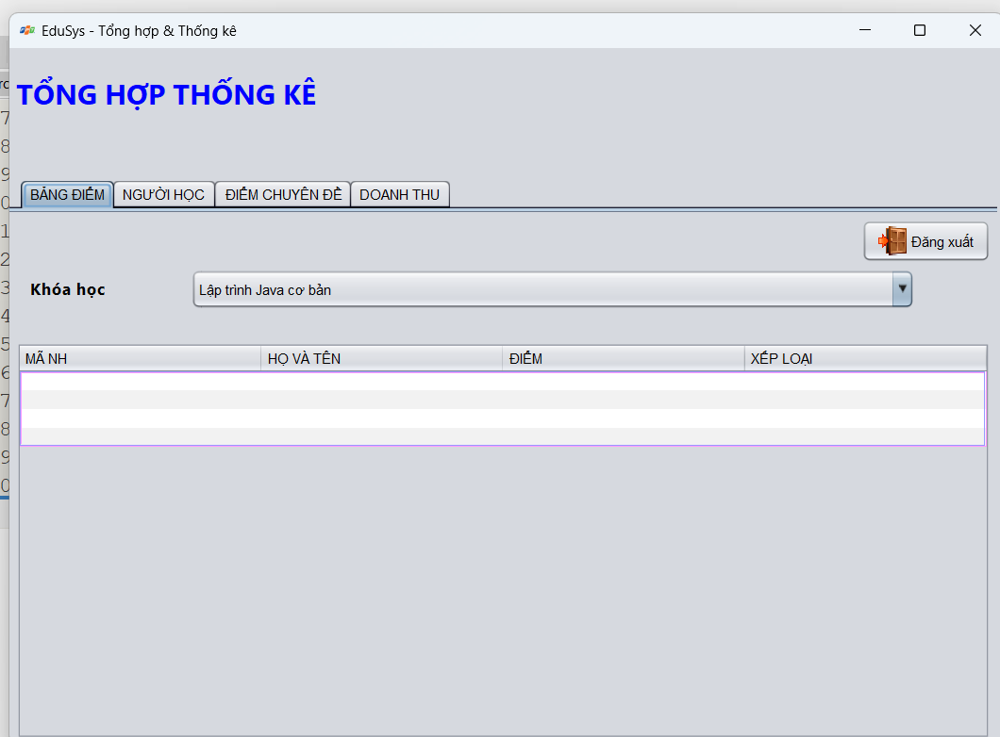 EduSys - Tổng hợp & Thống kê
TỔNG HỢP THỐNG KÊ
BẢNG ĐIỂM NGƯỜI HỌC ĐIỂM CHUYÊN ĐỀ DOANH THU
Đăng xuất
Khóa học Lập trình Java cơ bản
MÃ NH HỌ VÀ TÊN ĐIỂM XẾP LOẠI